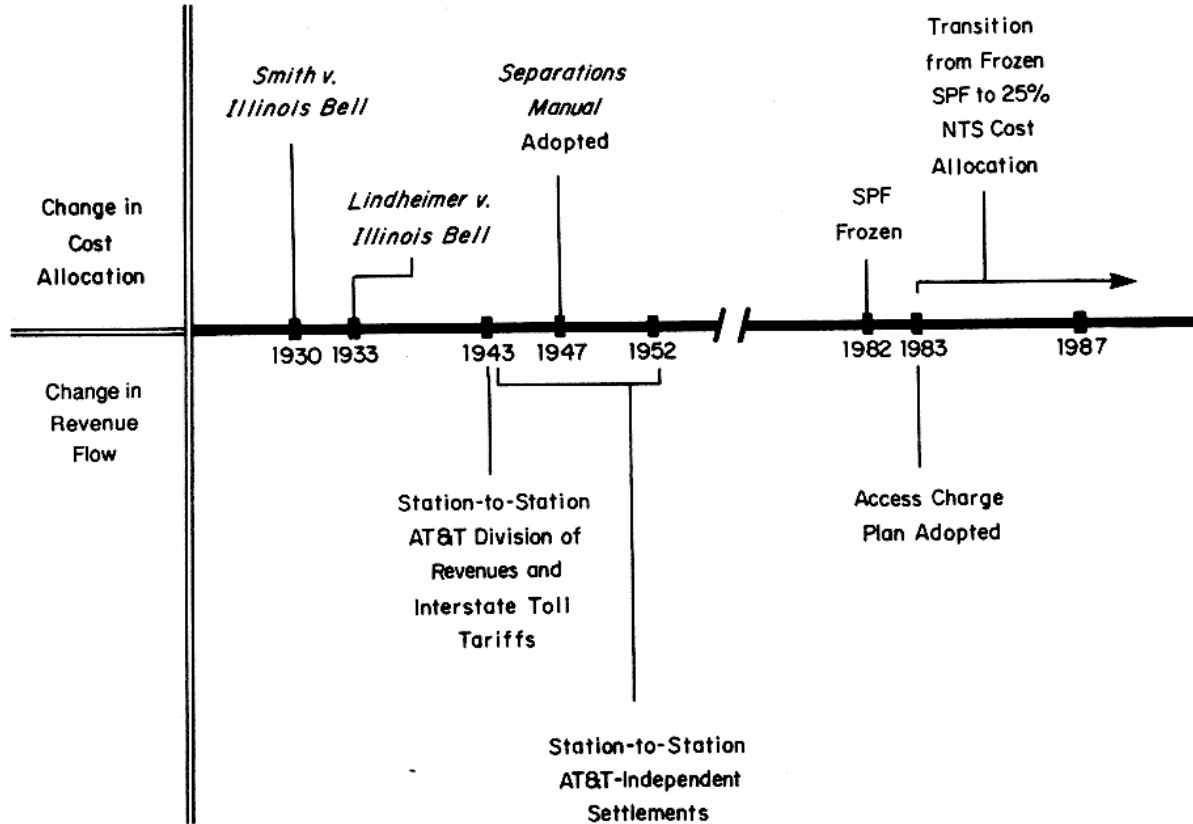 Transition
from Frozen
SPF to 25%
NTS Cost
Allocation
Smith v.
Illinois Bell
Separations
Manual
Adopted
Lindheimer v.
Illinois Bell
SPF
Frozen
Change in
Cost
Allocation
1930
1933
1943
1947
1952
1982
1983
1987
Change in
Revenue
Flow
Station-to-Station
AT&T Division of
Revenues and
Interstate Toll
Tariffs
Access Charge
Plan Adopted
Station-to-Station
AT&T-Independent
Settlements